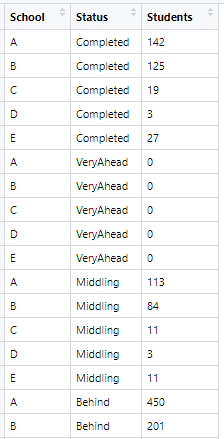 School Status Students
A Completed 142
B Completed 125
C Completed 19
D Completed 3
E Completed 27
A VeryAhead 0
B VeryAhead 0
C VeryAhead 0
D VeryAhead 0
E VeryAhead 0
A Middling 113
B Middling 84
C Middling 11
D Middling 3
E Middling 11
A Behind 450
B Behind 201